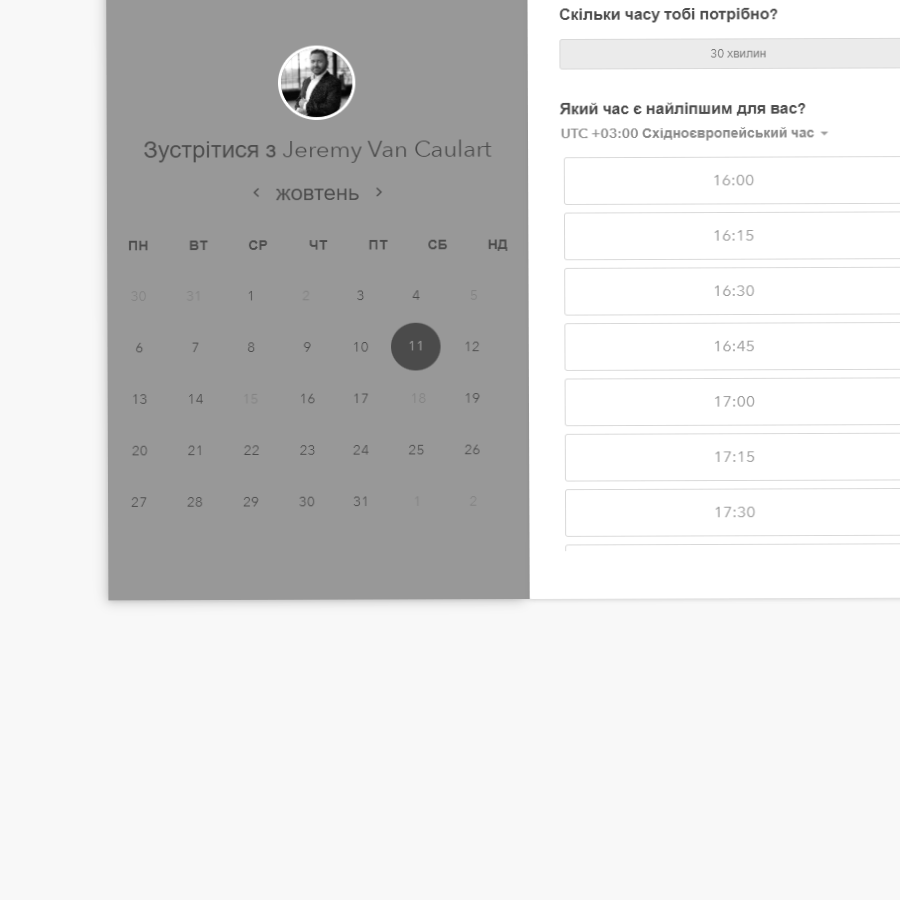 Зустрітися з Jeremy Van Caulart
жовтень
ПН ВТ СР ЧТ ПТ СБ НД
30 31 1 2 3 4 5
6 7 8 9 10 11 12
13 14 15 16 17 18 19
20 21 22 23 24 25 26
27 28 29 30 31 1 2
Скільки часу тобі потрібно?
30 хвилин
Який час є найліпшим для вас?
UTC +03:00 Східноєвропейський час
16:00
16:15
16:30
16:45
17:00
17:15
17:30